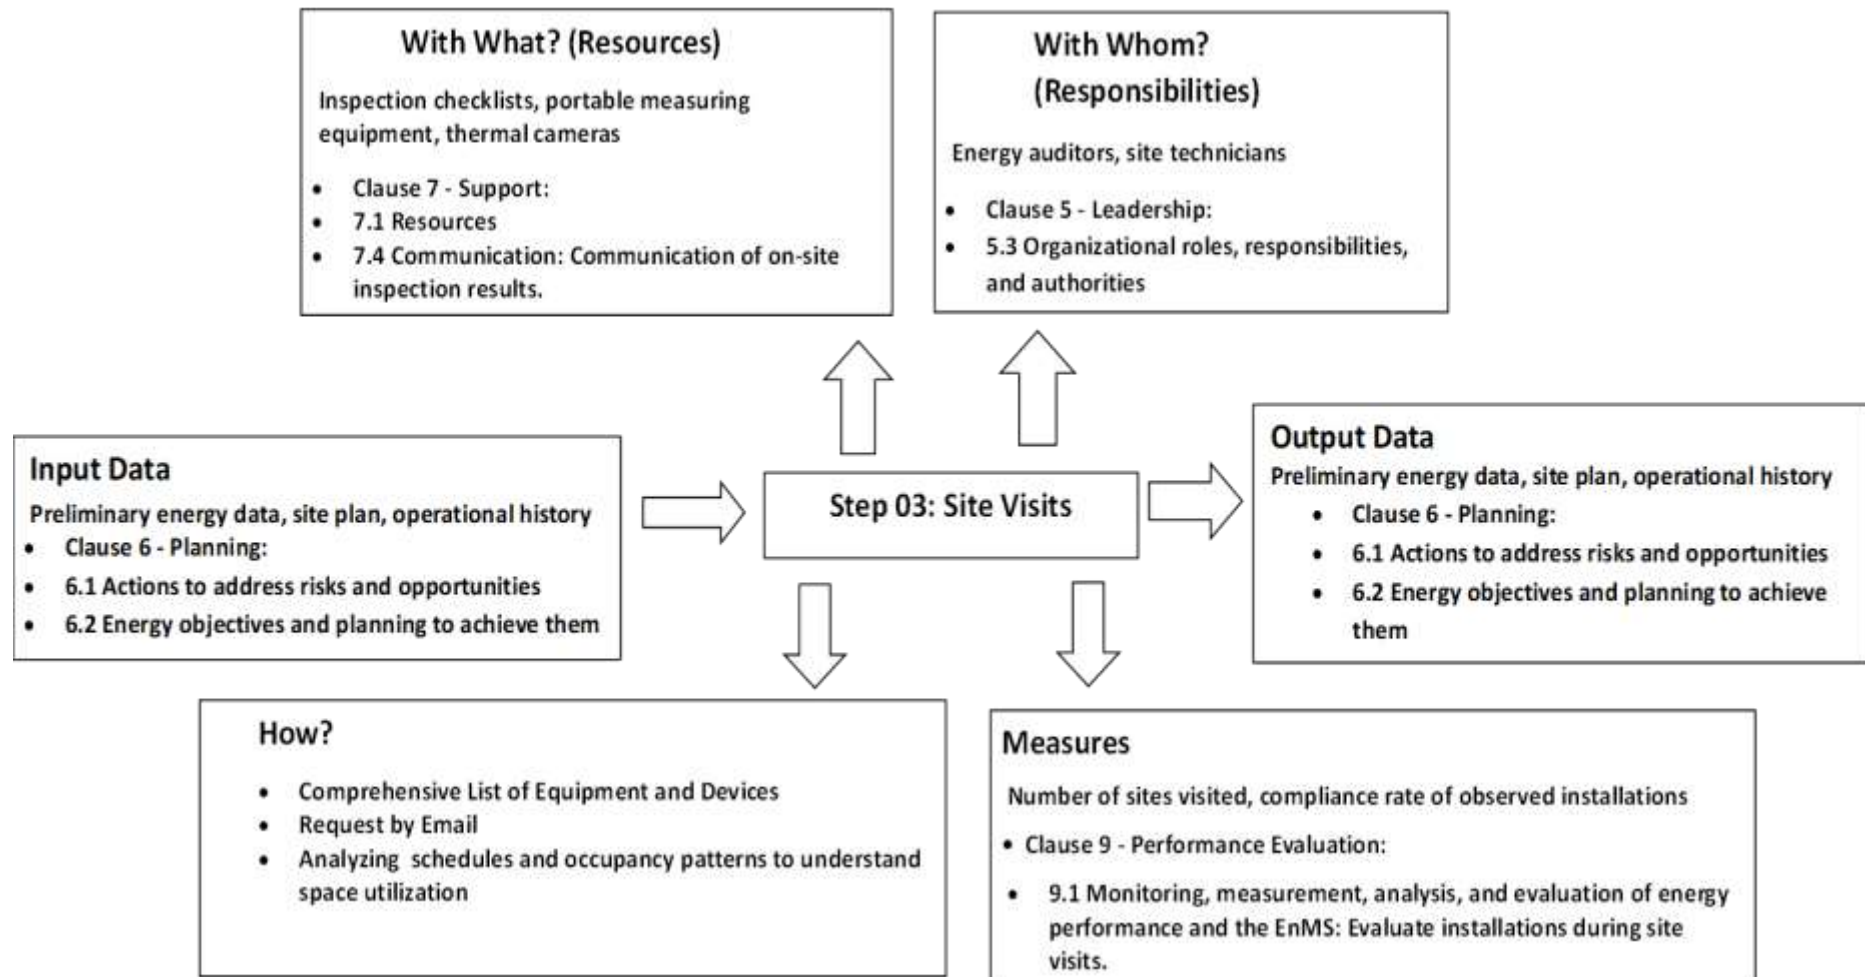 With What? (Resources)
Inspection checklists, portable measuring
equipment, thermal cameras
• Clause 7 - Support:
• 7.1 Resources
• 7.4 Communication: Communication of on-site
inspection results.
With Whom?
(Responsibilities)
Energy auditors, site technicians
• Clause 5 - Leadership:
• 5.3 Organizational roles, responsibilities,
and authorities
Input Data
Preliminary energy data, site plan, operational history
• Clause 6 - Planning:
• 6.1 Actions to address risks and opportunities
• 6.2 Energy objectives and planning to achieve them
Step 03: Site Visits
Output Data
Preliminary energy data, site plan, operational history
• Clause 6 - Planning:
• 6.1 Actions to address risks and opportunities
• 6.2 Energy objectives and planning to achieve
them
How?
• Comprehensive List of Equipment and Devices
• Request by Email
• Analyzing schedules and occupancy patterns to understand
space utilization
Measures
Number of sites visited, compliance rate of observed installations
• Clause 9 - Performance Evaluation:
• 9.1 Monitoring, measurement, analysis, and evaluation of energy
performance and the EnMS: Evaluate installations during site
visits.